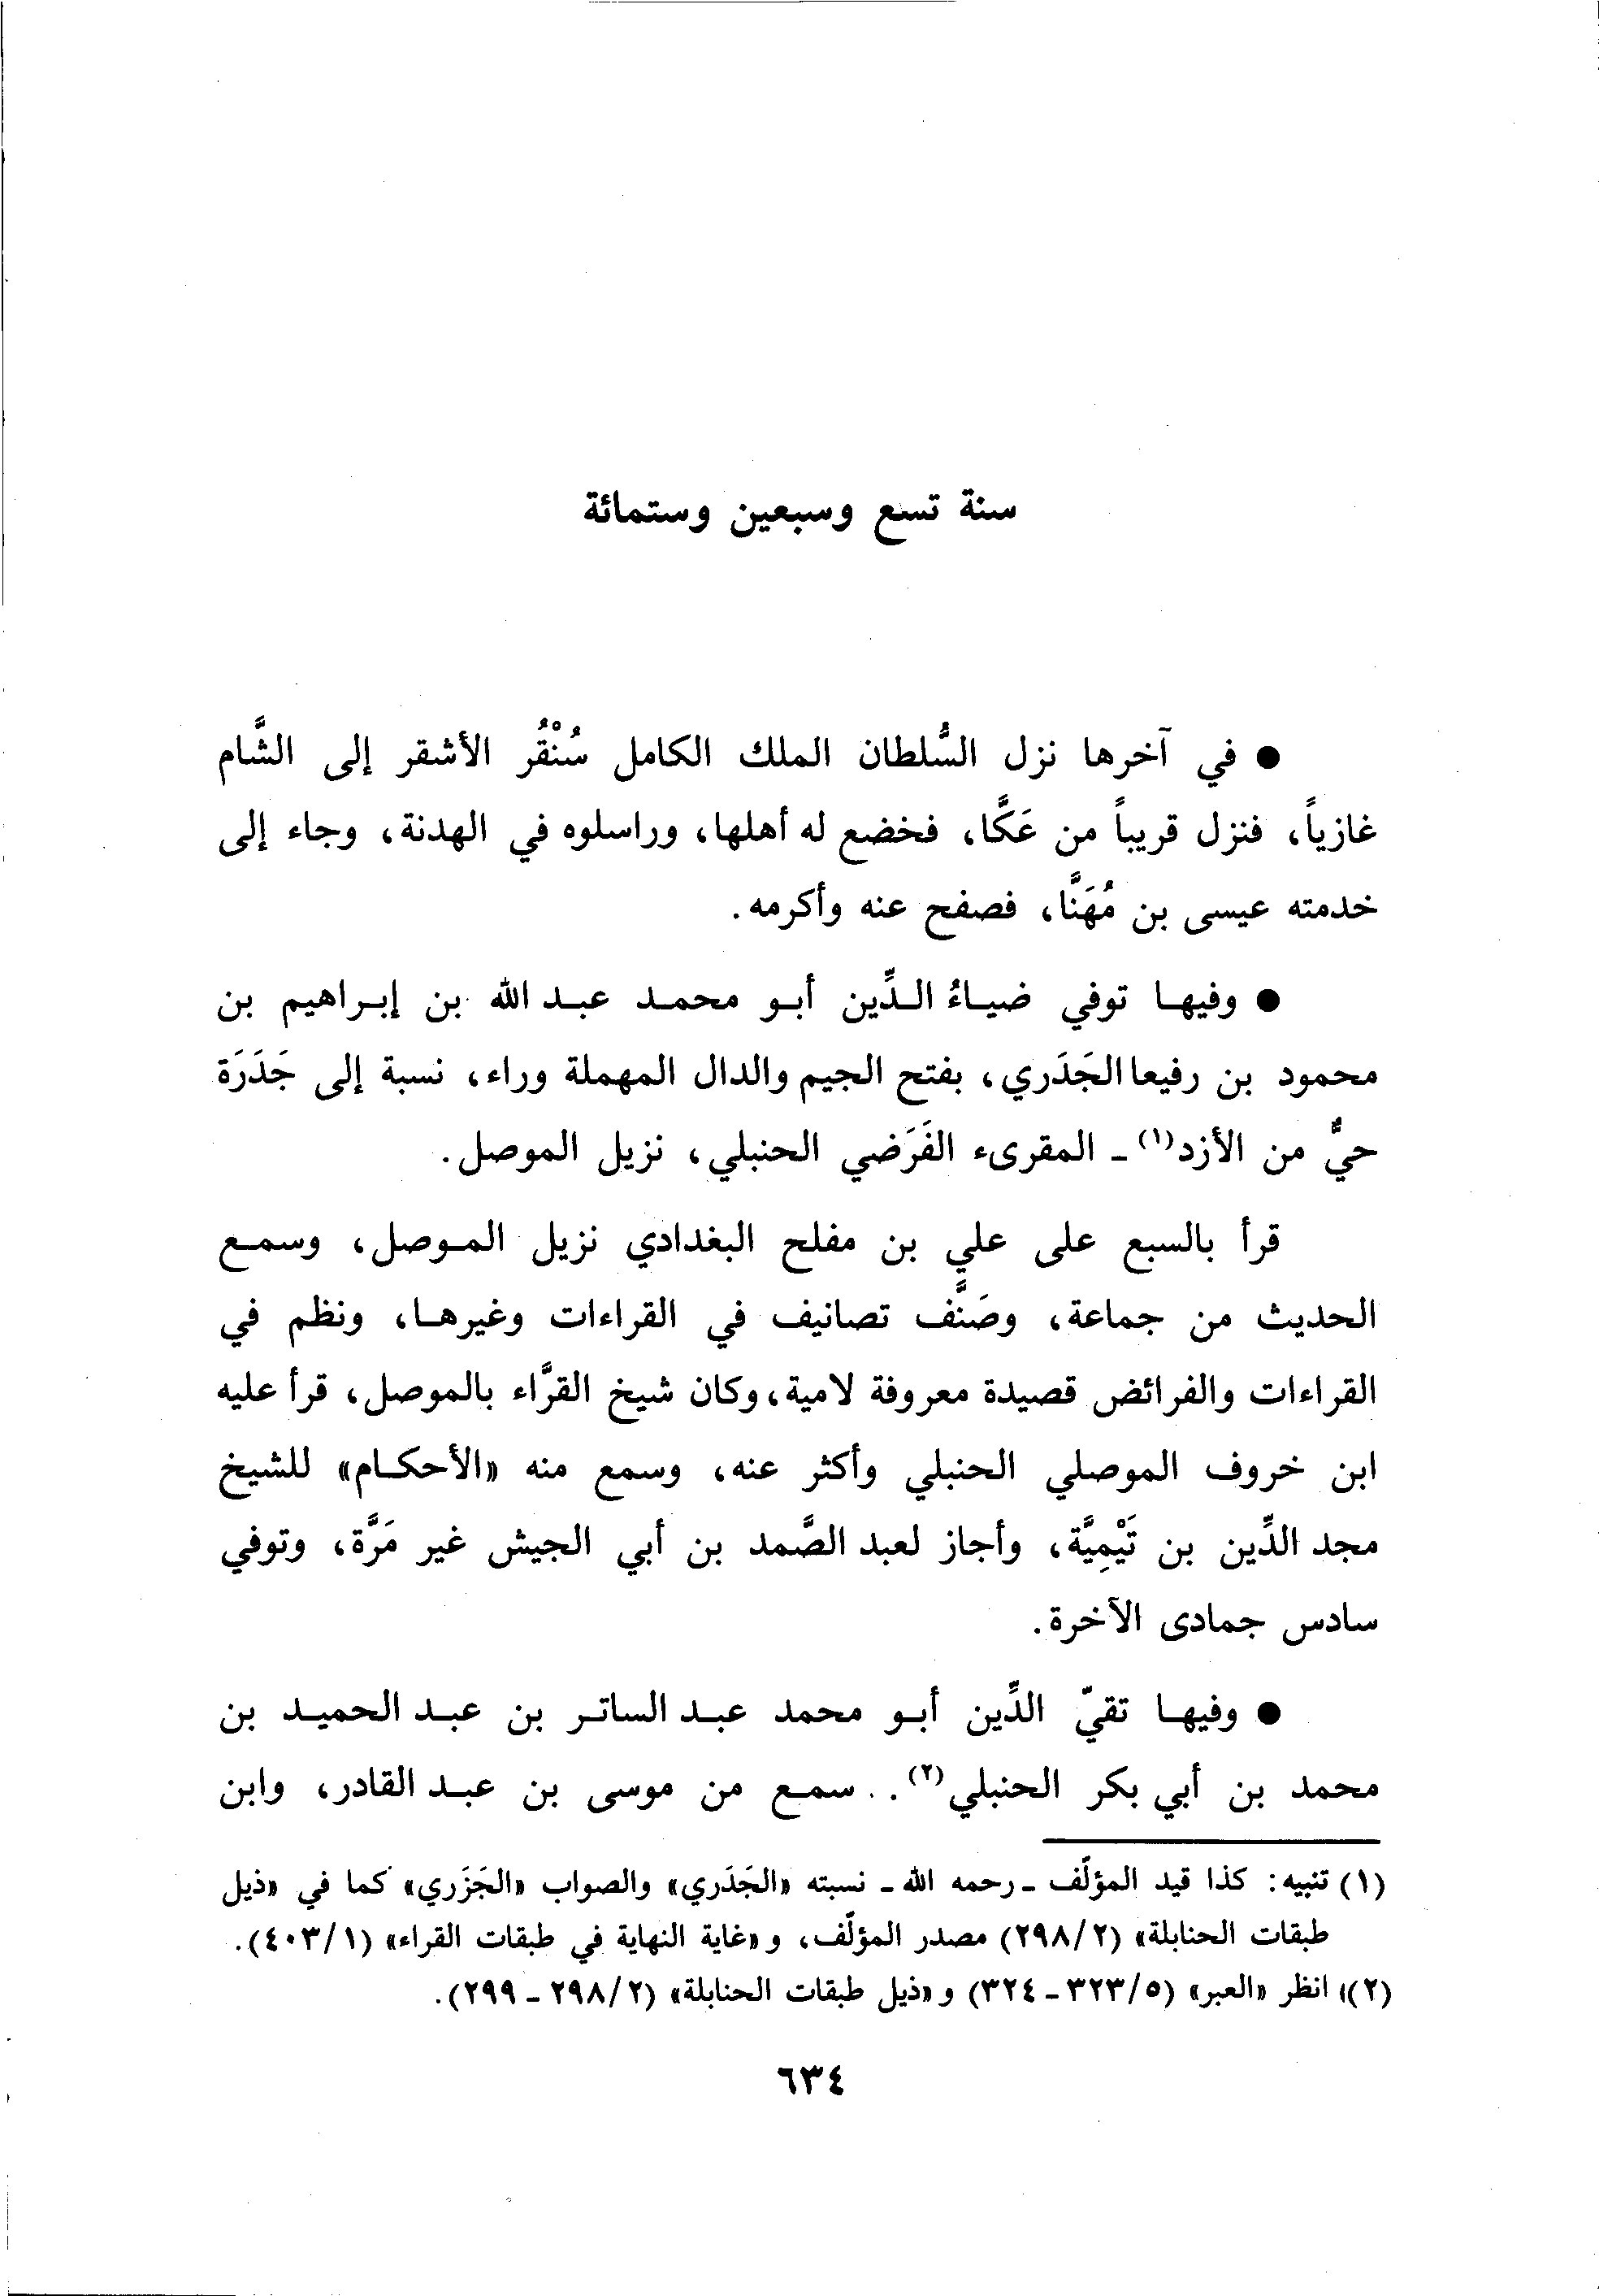 سنة تسع وسبعين وستمائة
● في آخرها نزل السُّلطان الملك الكامل سُنْقُر الأشقر إلى الشَّام
غازياً، فنزل قريباً من عَكَّا، فخضع له أهلها، وراسلوه في الهدنة، وجاء إلى
خدمته عيسى بن مُهَنَّا، فصفح عنه وأكرمه.
● وفيها توفي ضياءُ الدِّين أبو محمد عبد الله بن إبراهيم بن
محمود بن رفيعا الجَدَري، بفتح الجيم والدال المهملة وراء، نسبة إلى جَدَرَة
حيٌّ من الأزد(١) ـ المقرىء الفَرَضي الحنبلي، نزيل الموصل.
قرأ بالسبع على علي بن مفلح البغدادي نزيل الموصل، وسمع
الحديث من جماعة، وصَنَّف تصانيف في القراءات وغيرها، ونظم في
القراءات والفرائض قصيدة معروفة لامية، وكان شيخ القرَّاء بالموصل، قرأ عليه
ابن خروف الموصلي الحنبلي وأكثر عنه، وسمع منه «الأحكام» للشيخ
مجد الدِّين بن تَيْمِيَّة، وأجاز لعبد الصَّمد بن أبي الجيش غير مَرَّة، وتوفي
سادس جمادى الآخرة.
● وفيها تقيّ الدِّين أبو محمد عبد الساتر بن عبد الحميد بن
محمد بن أبي بكر الحنبلي(٢). . سمع من موسى بن عبد القادر، وابن
(١) تنبيه: كذا قيد المؤلّف ـ رحمه الله ـ نسبته «الجَدَري» والصواب «الجَزَري» كما في «ذيل
طبقات الحنابلة» (٢٩٨/٢) مصدر المؤلّف، و«غاية النهاية في طبقات القراء» (٤٠٣/١).
(٢)) انظر «العبر» (٣٢٣/٥ ـ ٣٢٤) و«ذيل طبقات الحنابلة» (٢٩٨/٢ ـ ٢٩٩).
٦٣٤